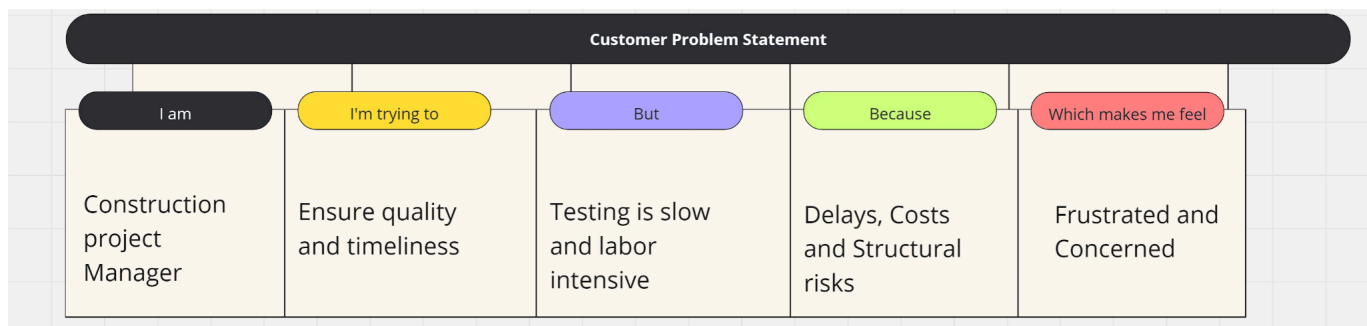 Customer Problem Statement
I am
I'm trying to
But
Because
Which makes me feel
Construction
project
Manager
Ensure quality
and timeliness
Testing is slow
and labor
intensive
Delays, Costs
and Structural
risks
Frustrated and
Concerned